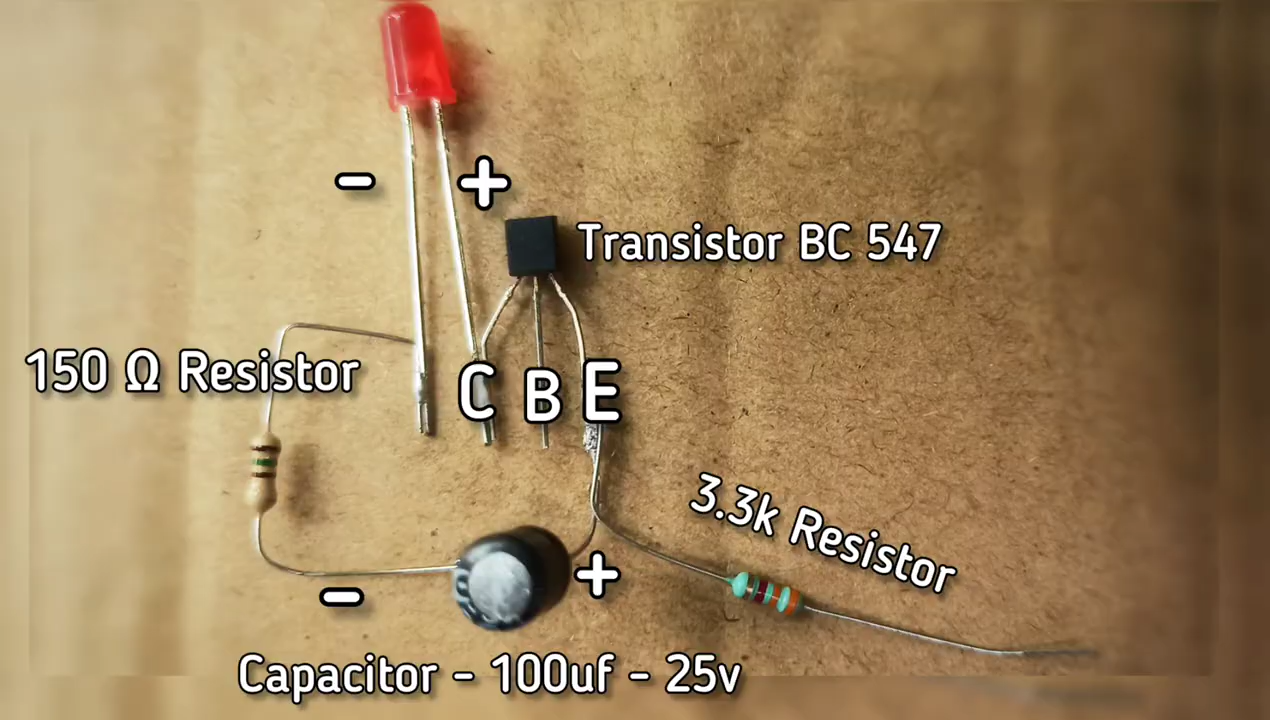 - +
Transistor BC 547
150 Ω Resistor
C B E
3.3k Resistor
- +
Capacitor - 100uf - 25v